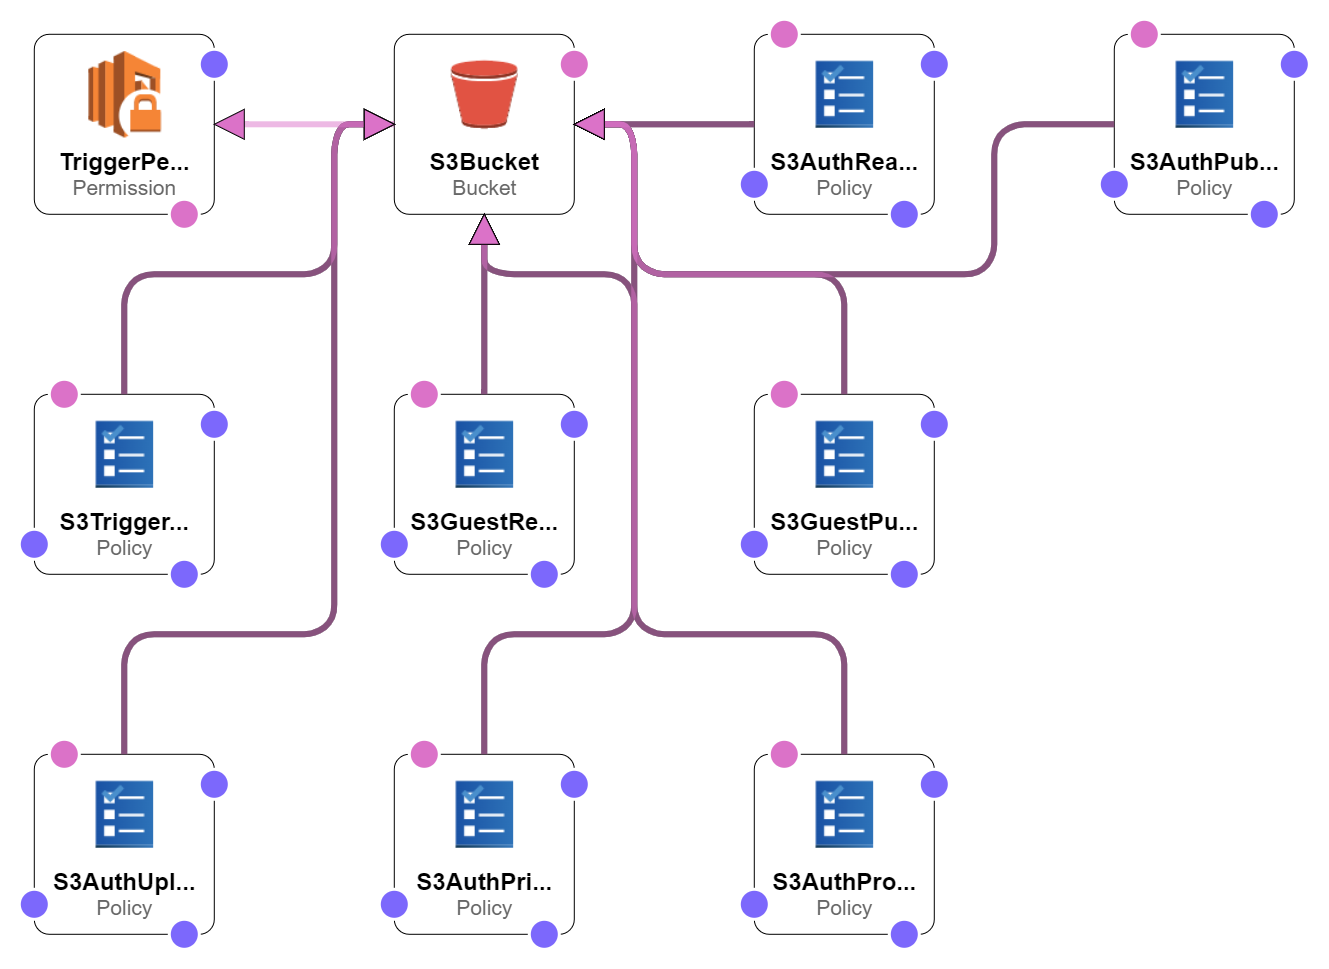 TriggerPe...
Permission
S3Bucket
Bucket
S3AuthRea...
Policy
S3AuthPub...
Policy
S3Trigger...
Policy
S3GuestRe...
Policy
S3GuestPu...
Policy
S3AuthUpl...
Policy
S3AuthPri...
Policy
S3AuthPro...
Policy